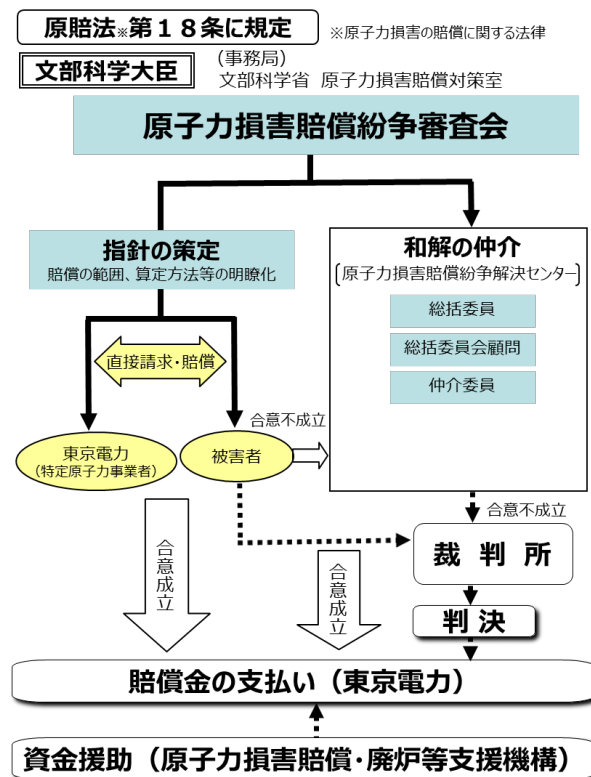 原賠法※第18条に規定
※原子力損害の賠償に関する法律
文部科学大臣
(事務局)
文部科学省 原子力損害賠償対策室
原子力損害賠償紛争審査会
指針の策定
賠償の範囲、算定方法等の明瞭化
和解の仲介
〔原子力損害賠償紛争解決センター〕
総括委員
総括委員会顧問
仲介委員
直接請求・賠償
東京電力
(特定原子力事業者)
被害者
合意不成立
合意不成立
裁判所
合意成立
合意成立
判決
賠償金の支払い(東京電力)
資金援助(原子力損害賠償・廃炉等支援機構)